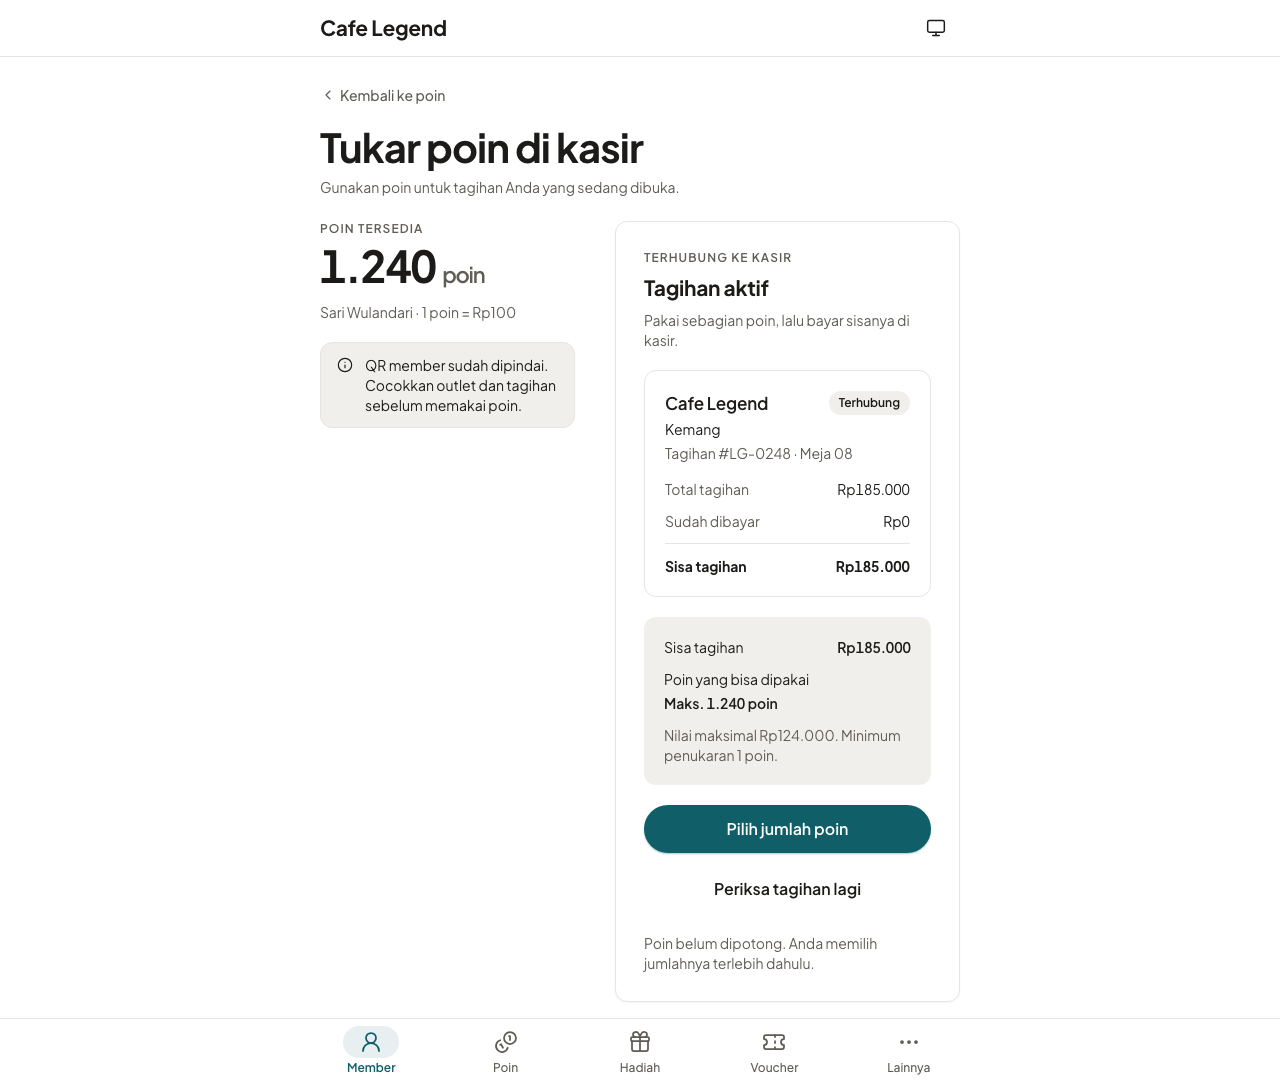 Cafe Legend
Kembali ke poin
Tukar poin di kasir
Gunakan poin untuk tagihan Anda yang sedang dibuka.
POIN TERSEDIA
1.240 poin
Sari Wulandari · 1 poin = Rp100
QR member sudah dipindai.
Cocokkan outlet dan tagihan
sebelum memakai poin.
TERHUBUNG KE KASIR
Tagihan aktif
Pakai sebagian poin, lalu bayar sisanya di
kasir.
Cafe Legend Terhubung
Kemang
Tagihan #LG-0248 · Meja 08
Total tagihan Rp185.000
Sudah dibayar Rp0
Sisa tagihan Rp185.000
Sisa tagihan Rp185.000
Poin yang bisa dipakai
Maks. 1.240 poin
Nilai maksimal Rp124.000. Minimum
penukaran 1 poin.
Pilih jumlah poin
Periksa tagihan lagi
Poin belum dipotong. Anda memilih
jumlahnya terlebih dahulu.
Member Poin Hadiah Voucher Lainnya